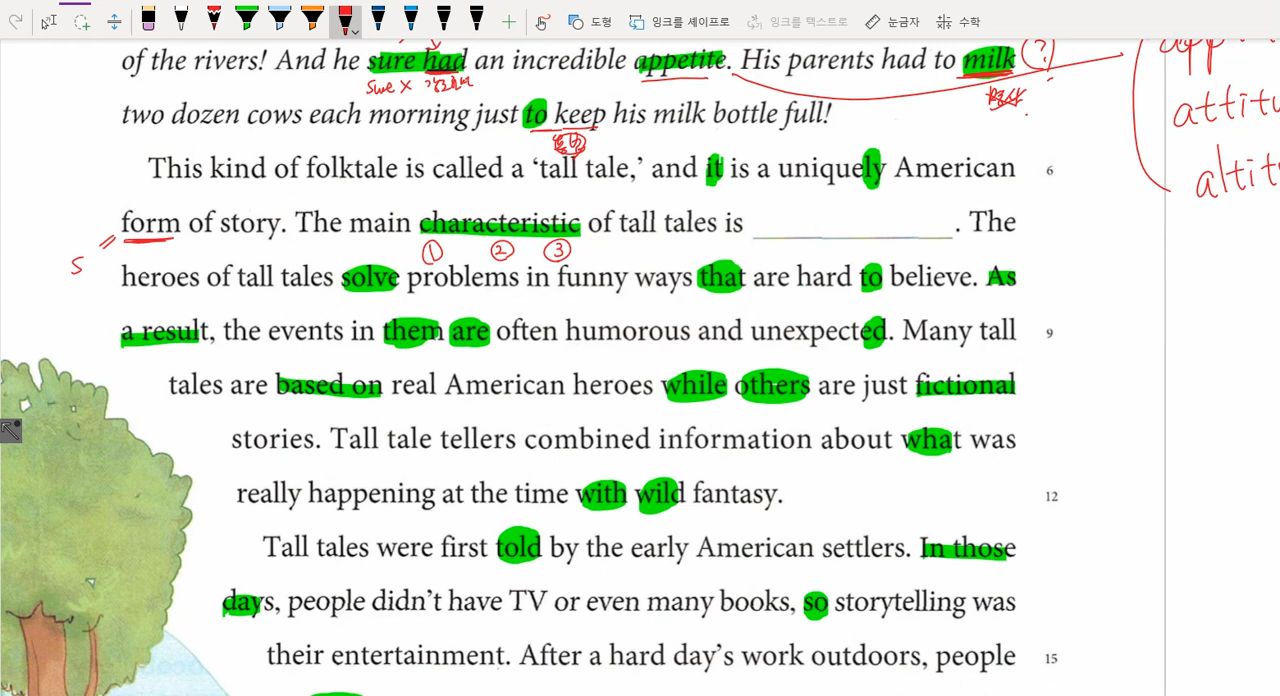 도형
잉크를 셰이프로
잉크를 텍스트로
눈금자
수학
of the rivers! And he sure had an incredible appetite. His parents had to milk (?)
sure X
two dozen cows each morning just to keep his milk bottle full!
attitu
This kind of folktale is called a ‘tall tale,’ and it is a uniquely American 6
altit
form of story. The main characteristic of tall tales is ____________. The
s
① ② ③
heroes of tall tales solve problems in funny ways that are hard to believe. As
a result, the events in them are often humorous and unexpected. Many tall 9
tales are based on real American heroes while others are just fictional
stories. Tall tale tellers combined information about what was
really happening at the time with wild fantasy. 12
Tall tales were first told by the early American settlers. In those
days, people didn’t have TV or even many books, so storytelling was
their entertainment. After a hard day’s work outdoors, people 15